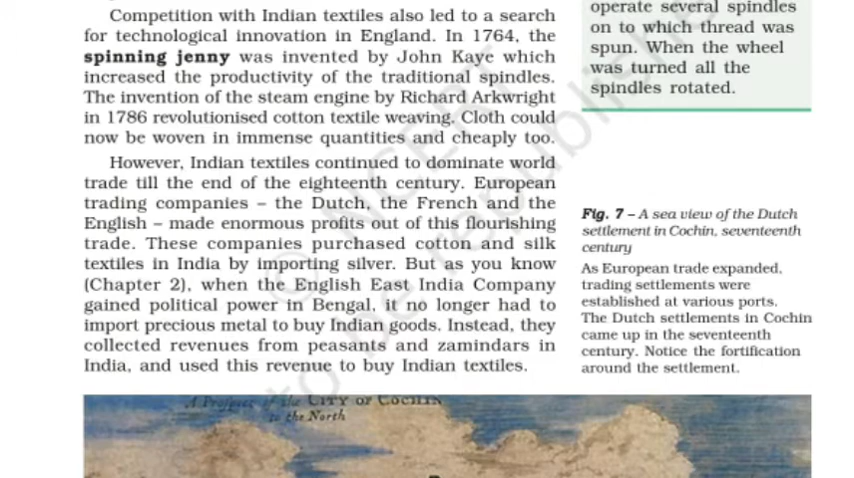 Competition with Indian textiles also led to a search
for technological innovation in England. In 1764, the
spinning jenny was invented by John Kaye which
increased the productivity of the traditional spindles.
The invention of the steam engine by Richard Arkwright
in 1786 revolutionised cotton textile weaving. Cloth could
now be woven in immense quantities and cheaply too.
However, Indian textiles continued to dominate world
trade till the end of the eighteenth century. European
trading companies – the Dutch, the French and the
English – made enormous profits out of this flourishing
trade. These companies purchased cotton and silk
textiles in India by importing silver. But as you know
(Chapter 2), when the English East India Company
gained political power in Bengal, it no longer had to
import precious metal to buy Indian goods. Instead, they
collected revenues from peasants and zamindars in
India, and used this revenue to buy Indian textiles.
operate several spindles
on to which thread was
spun. When the wheel
was turned all the
spindles rotated.
Fig. 7 – A sea view of the Dutch
settlement in Cochin, seventeenth
century
As European trade expanded,
trading settlements were
established at various ports.
The Dutch settlements in Cochin
came up in the seventeenth
century. Notice the fortification
around the settlement.
© NCERT
to be republished
A Prospect of the CITY OF COCHIN
to the North